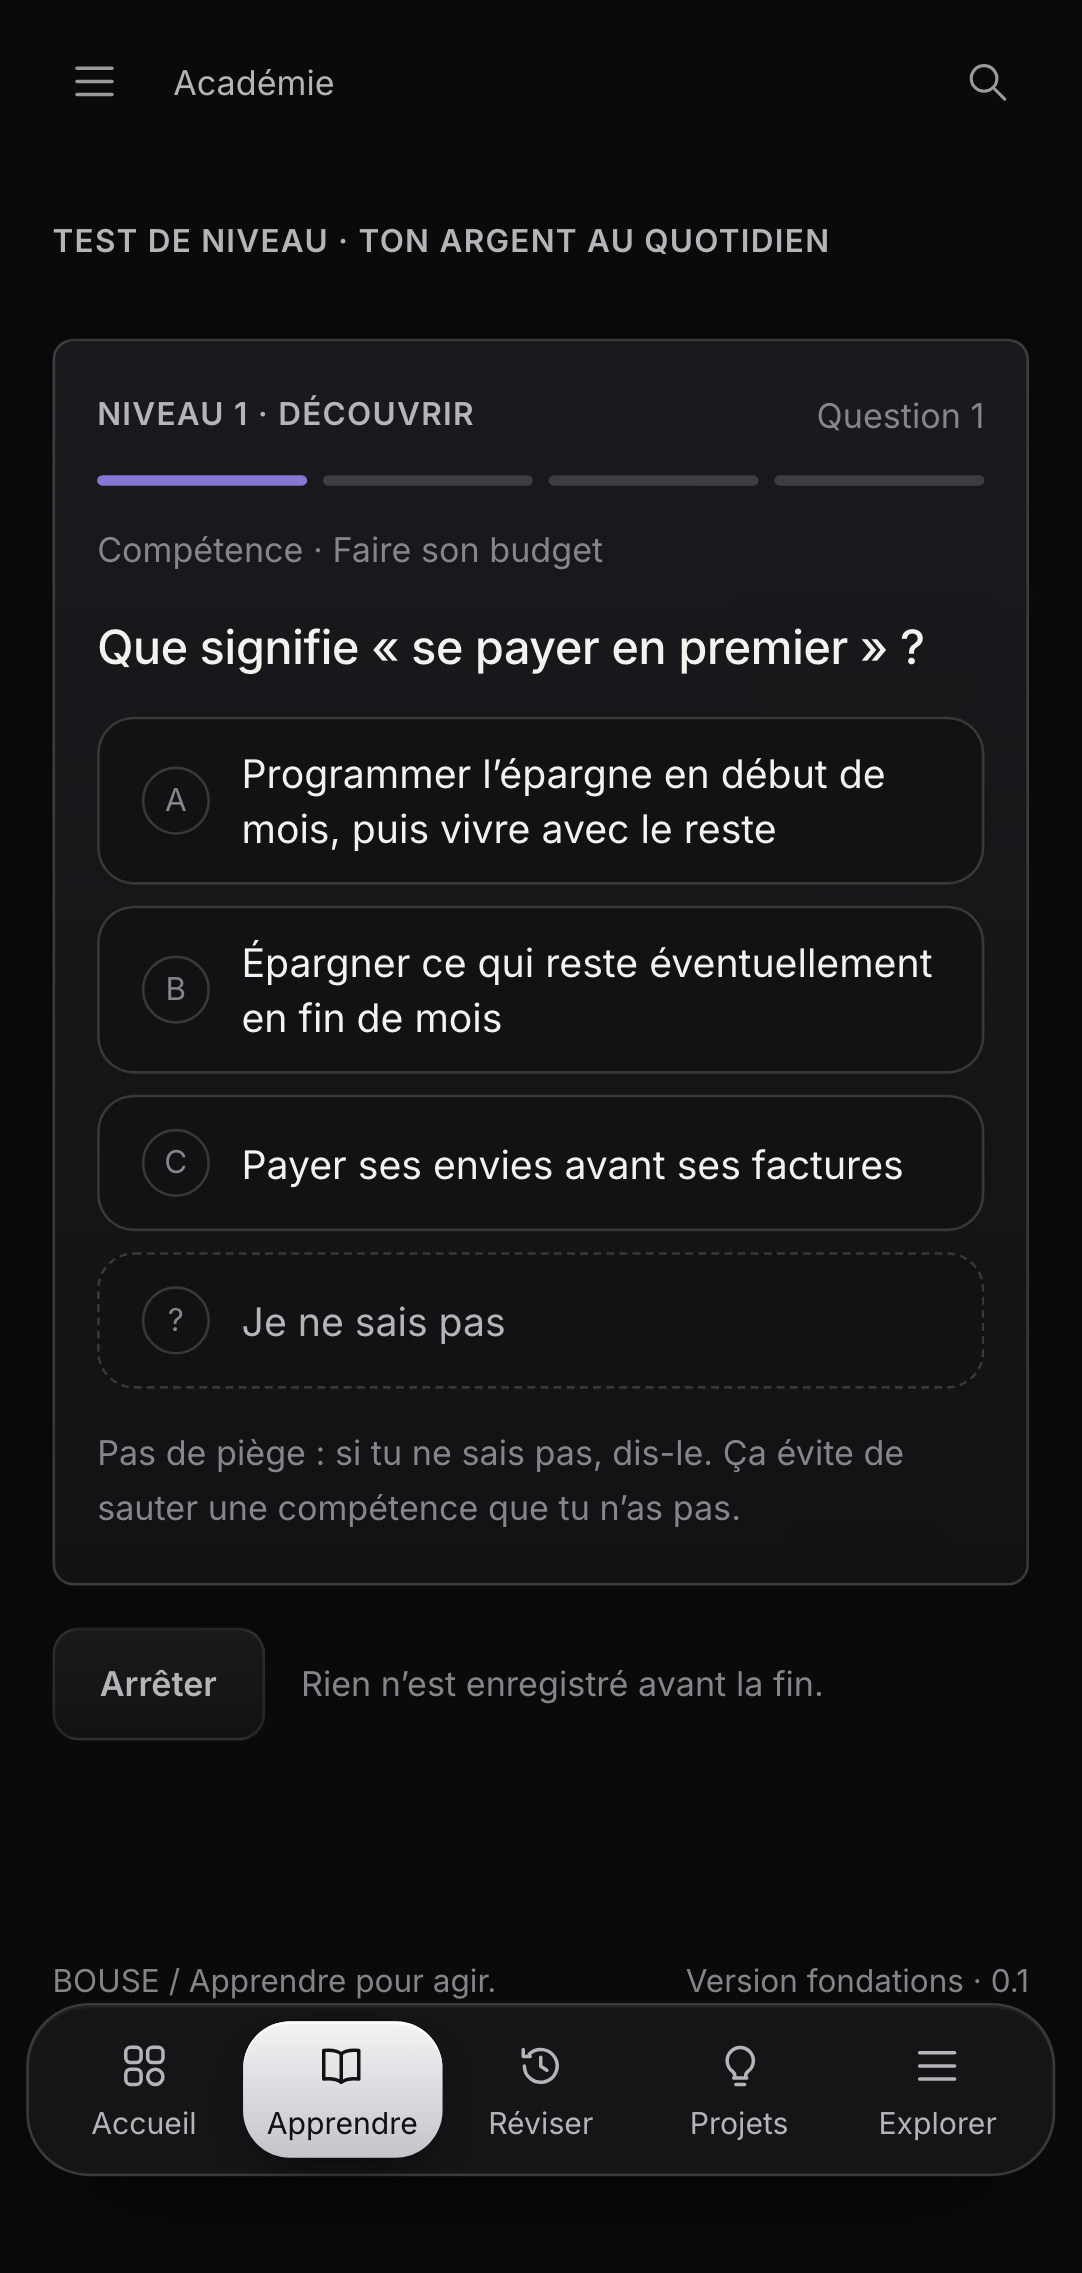 Académie
TEST DE NIVEAU · TON ARGENT AU QUOTIDIEN
NIVEAU 1 · DÉCOUVRIR
Question 1
Compétence · Faire son budget
Que signifie « se payer en premier » ?
A
Programmer l’épargne en début de
mois, puis vivre avec le reste
B
Épargner ce qui reste éventuellement
en fin de mois
C
Payer ses envies avant ses factures
?
Je ne sais pas
Pas de piège : si tu ne sais pas, dis-le. Ça évite de
sauter une compétence que tu n’as pas.
Arrêter
Rien n’est enregistré avant la fin.
BOUSE / Apprendre pour agir.
Version fondations · 0.1
Accueil
Apprendre
Réviser
Projets
Explorer